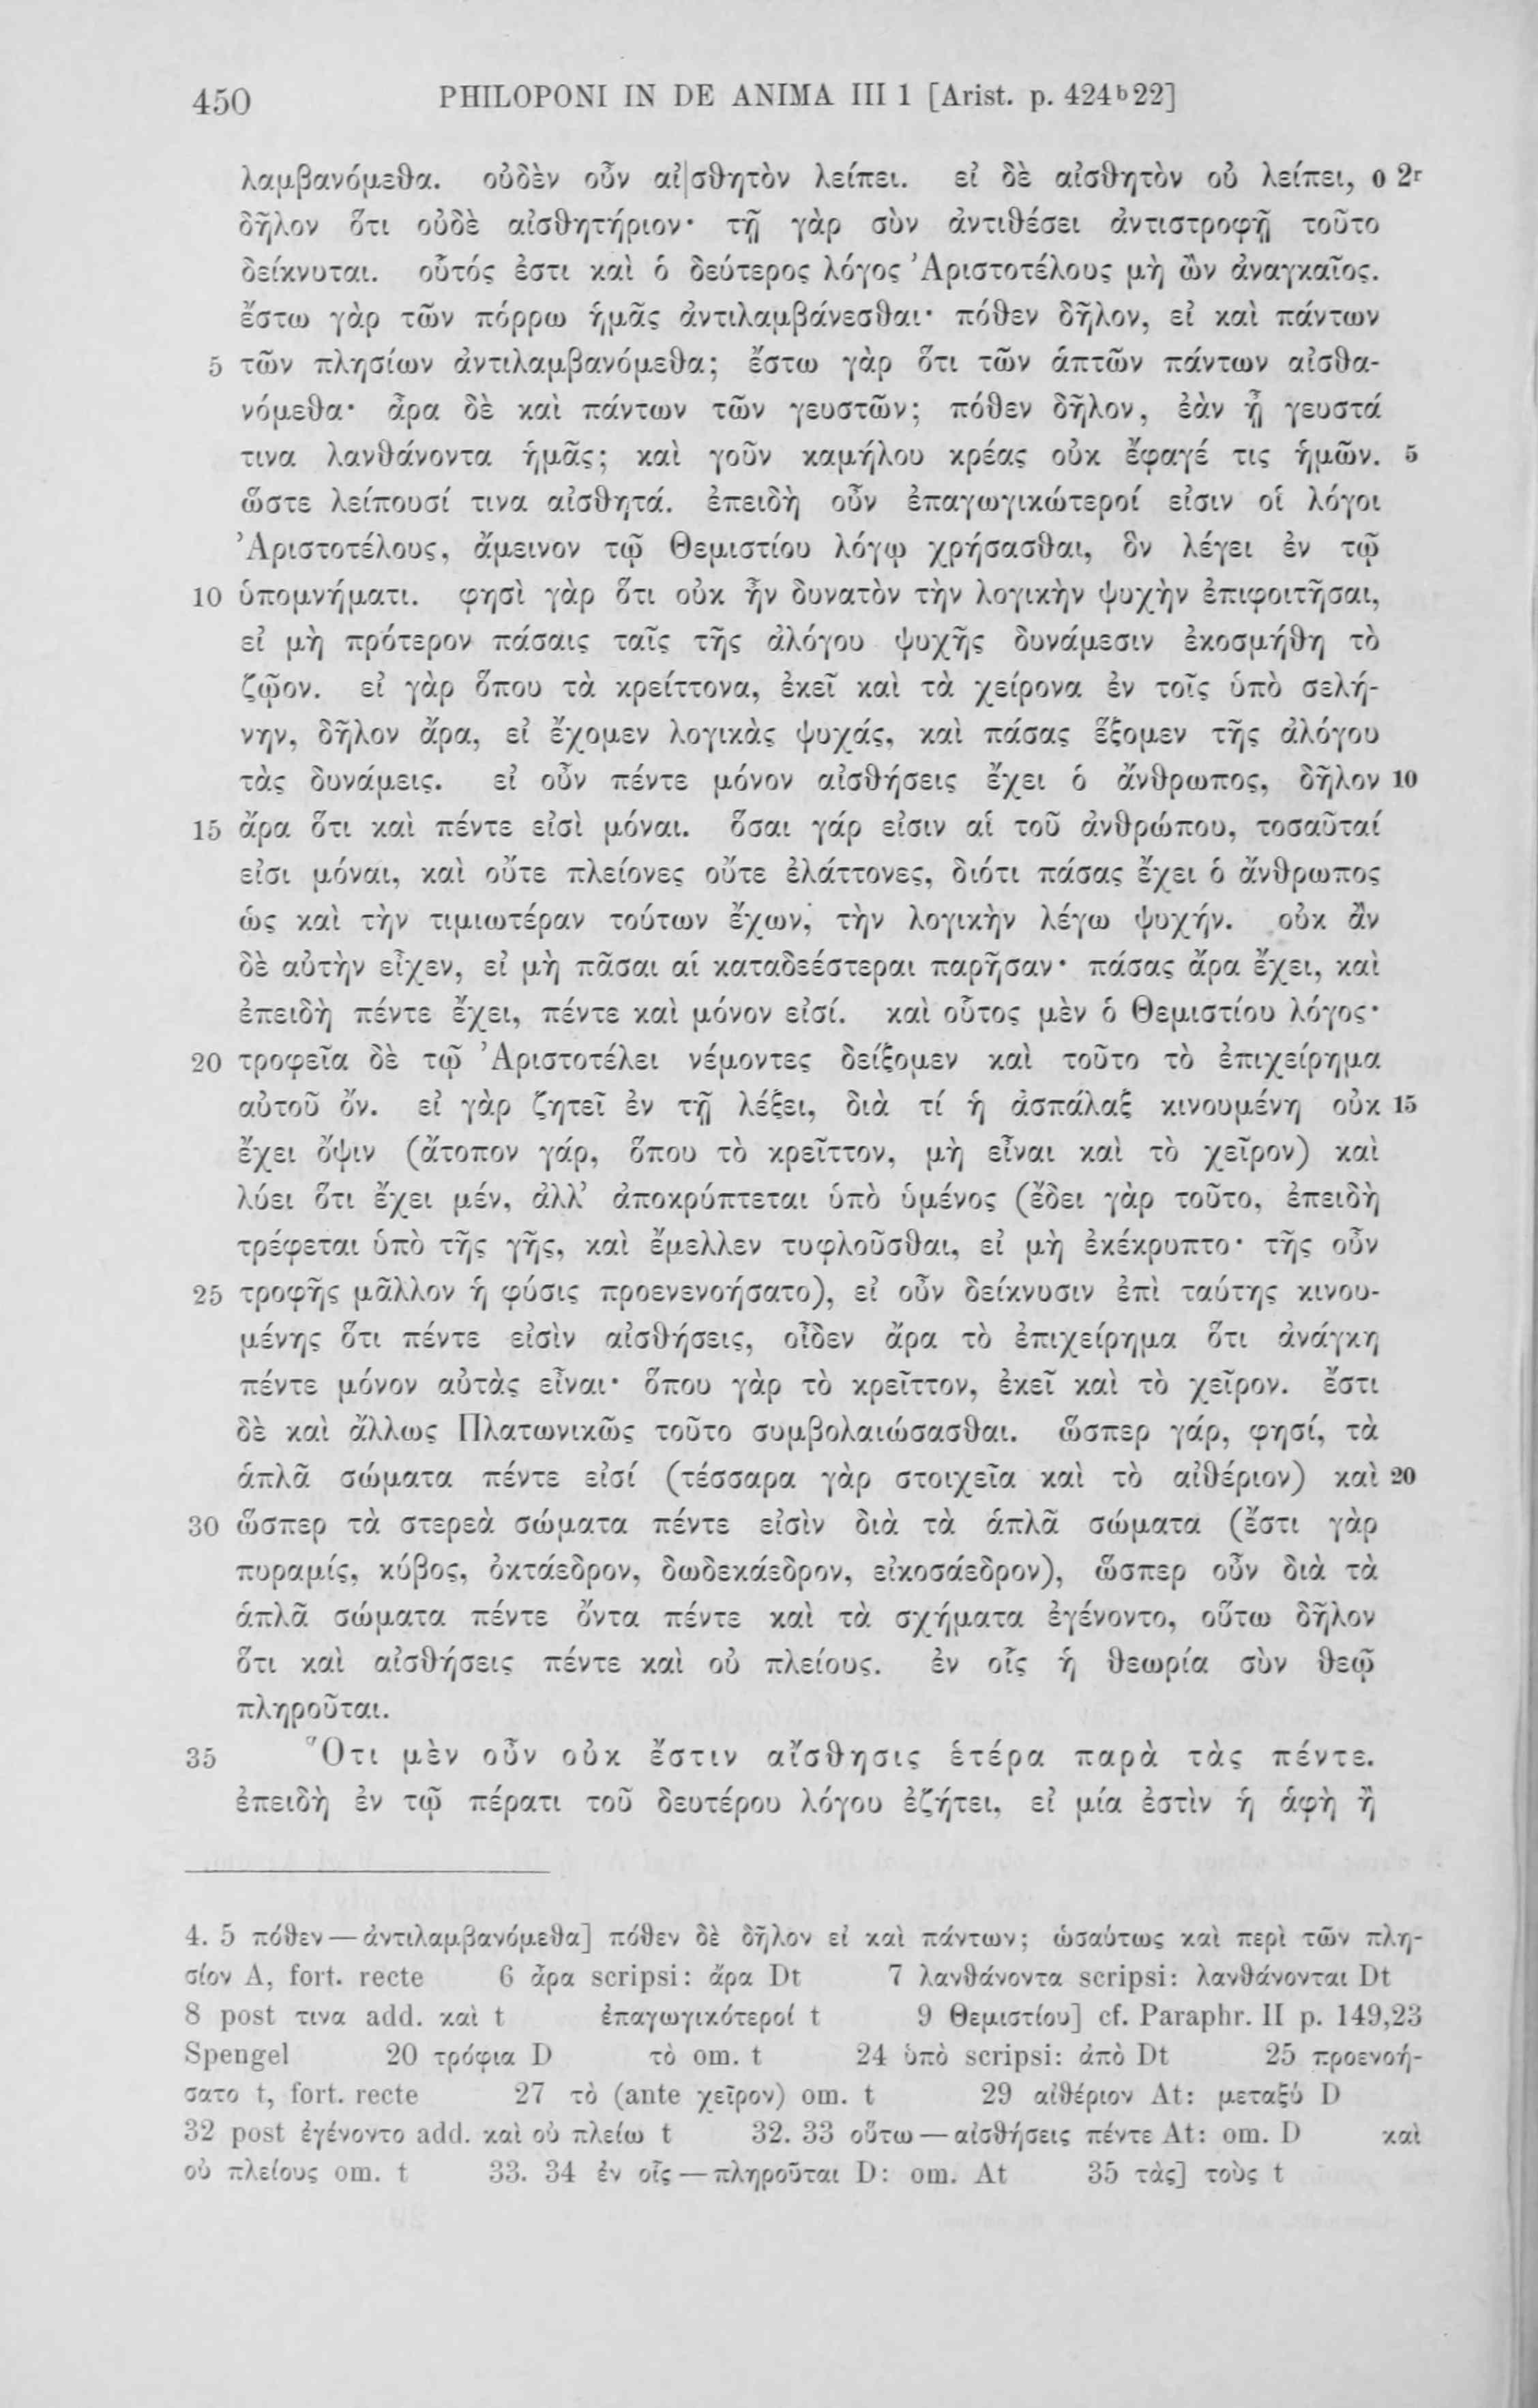 450 PHILOPONI IN DE ANIMA III 1 [Arist. p. 424ᵇ22]
λαμβανόμεθα. οὐδὲν οὖν αἰ|σθητὸν λείπει. εἰ δὲ αἰσθητὸν οὐ λείπει, o 2ʳ
δῆλον ὅτι οὐδὲ αἰσθητήριον· τῇ γὰρ σὺν ἀντιθέσει ἀντιστροφῇ τοῦτο
δείκνυται. οὗτός ἐστι καὶ ὁ δεύτερος λόγος Ἀριστοτέλους μὴ ὢν ἀναγκαῖος.
ἔστω γὰρ τῶν πόρρω ἡμᾶς ἀντιλαμβάνεσθαι· πόθεν δῆλον, εἰ καὶ πάντων
5 τῶν πλησίων ἀντιλαμβανόμεθα; ἔστω γὰρ ὅτι τῶν ἁπτῶν πάντων αἰσθα-
νόμεθα· ἆρα δὲ καὶ πάντων τῶν γευστῶν; πόθεν δῆλον, ἐὰν ᾖ γευστά
τινα λανθάνοντα ἡμᾶς; καὶ γοῦν καμήλου κρέας οὐκ ἔφαγέ τις ἡμῶν. 5
ὥστε λείπουσί τινα αἰσθητά. ἐπειδὴ οὖν ἐπαγωγικώτεροί εἰσιν οἱ λόγοι
Ἀριστοτέλους, ἄμεινον τῷ Θεμιστίου λόγῳ χρήσασθαι, ὃν λέγει ἐν τῷ
10 ὑπομνήματι. φησὶ γὰρ ὅτι οὐκ ἦν δυνατὸν τὴν λογικὴν ψυχὴν ἐπιφοιτῆσαι,
εἰ μὴ πρότερον πάσαις ταῖς τῆς ἀλόγου ψυχῆς δυνάμεσιν ἐκοσμήθη τὸ
ζῷον. εἰ γὰρ ὅπου τὰ κρείττονα, ἐκεῖ καὶ τὰ χείρονα ἐν τοῖς ὑπὸ σελή-
νην, δῆλον ἄρα, εἰ ἔχομεν λογικὰς ψυχάς, καὶ πάσας ἕξομεν τῆς ἀλόγου
τὰς δυνάμεις. εἰ οὖν πέντε μόνον αἰσθήσεις ἔχει ὁ ἄνθρωπος, δῆλον 10
15 ἄρα ὅτι καὶ πέντε εἰσὶ μόναι. ὅσαι γάρ εἰσιν αἱ τοῦ ἀνθρώπου, τοσαῦταί
εἰσι μόναι, καὶ οὔτε πλείονες οὔτε ἐλάττονες, διότι πάσας ἔχει ὁ ἄνθρωπος
ὡς καὶ τὴν τιμιωτέραν τούτων ἔχων, τὴν λογικὴν λέγω ψυχήν. οὐκ ἂν
δὲ αὐτὴν εἶχεν, εἰ μὴ πᾶσαι αἱ καταδεέστεραι παρῆσαν· πάσας ἄρα ἔχει, καὶ
ἐπειδὴ πέντε ἔχει, πέντε καὶ μόνον εἰσί. καὶ οὗτος μὲν ὁ Θεμιστίου λόγος·
20 τροφεῖα δὲ τῷ Ἀριστοτέλει νέμοντες δείξομεν καὶ τοῦτο τὸ ἐπιχείρημα
αὐτοῦ ὄν. εἰ γὰρ ζητεῖ ἐν τῇ λέξει, διὰ τί ἡ ἀσπάλαξ κινουμένη οὐκ 15
ἔχει ὄψιν (ἄτοπον γάρ, ὅπου τὸ κρεῖττον, μὴ εἶναι καὶ τὸ χεῖρον) καὶ
λύει ὅτι ἔχει μέν, ἀλλ’ ἀποκρύπτεται ὑπὸ ὑμένος (ἔδει γὰρ τοῦτο, ἐπειδὴ
τρέφεται ὑπὸ τῆς γῆς, καὶ ἔμελλεν τυφλοῦσθαι, εἰ μὴ ἐκέκρυπτο· τῆς οὖν
25 τροφῆς μᾶλλον ἡ φύσις προενενοήσατο), εἰ οὖν δείκνυσιν ἐπὶ ταύτης κινου-
μένης ὅτι πέντε εἰσὶν αἰσθήσεις, οἶδεν ἄρα τὸ ἐπιχείρημα ὅτι ἀνάγκη
πέντε μόνον αὐτὰς εἶναι· ὅπου γὰρ τὸ κρεῖττον, ἐκεῖ καὶ τὸ χεῖρον. ἔστι
δὲ καὶ ἄλλως Πλατωνικῶς τοῦτο συμβολαιώσασθαι. ὥσπερ γάρ, φησί, τὰ
ἁπλᾶ σώματα πέντε εἰσί (τέσσαρα γὰρ στοιχεῖα καὶ τὸ αἰθέριον) καὶ 20
30 ὥσπερ τὰ στερεὰ σώματα πέντε εἰσὶν διὰ τὰ ἁπλᾶ σώματα (ἔστι γὰρ
πυραμίς, κύβος, ὀκτάεδρον, δωδεκάεδρον, εἰκοσάεδρον), ὥσπερ οὖν διὰ τὰ
ἁπλᾶ σώματα πέντε ὄντα πέντε καὶ τὰ σχήματα ἐγένοντο, οὕτω δῆλον
ὅτι καὶ αἰσθήσεις πέντε καὶ οὐ πλείους. ἐν οἷς ἡ θεωρία σὺν θεῷ
πληροῦται.
35 Ὅτι μὲν οὖν οὐκ ἔστιν αἴσθησις ἑτέρα παρὰ τὰς πέντε.
ἐπειδὴ ἐν τῷ πέρατι τοῦ δευτέρου λόγου ἐζήτει, εἰ μία ἐστὶν ἡ ἁφὴ ἢ
4. 5 πόθεν — ἀντιλαμβανόμεθα] πόθεν δὲ δῆλον εἰ καὶ πάντων; ὡσαύτως καὶ περὶ τῶν πλη-
σίον A, fort. recte 6 ἆρα scripsi: ἄρα Dt 7 λανθάνοντα scripsi: λανθάνονται Dt
8 post τινα add. καὶ t ἐπαγωγικότεροί t 9 Θεμιστίου] cf. Paraphr. II p. 149,23
Spengel 20 τρόφια D τὸ om. t 24 ὑπὸ scripsi: ἀπὸ Dt 25 προενοή-
σατο t, fort. recte 27 τὸ (ante χεῖρον) om. t 29 αἰθέριον At: μεταξύ D
32 post ἐγένοντο add. καὶ οὐ πλείω t 32. 33 οὕτω — αἰσθήσεις πέντε At: om. D καὶ
οὐ πλείους om. t 33. 34 ἐν οἷς — πληροῦται D: om. At 35 τὰς] τοὺς t